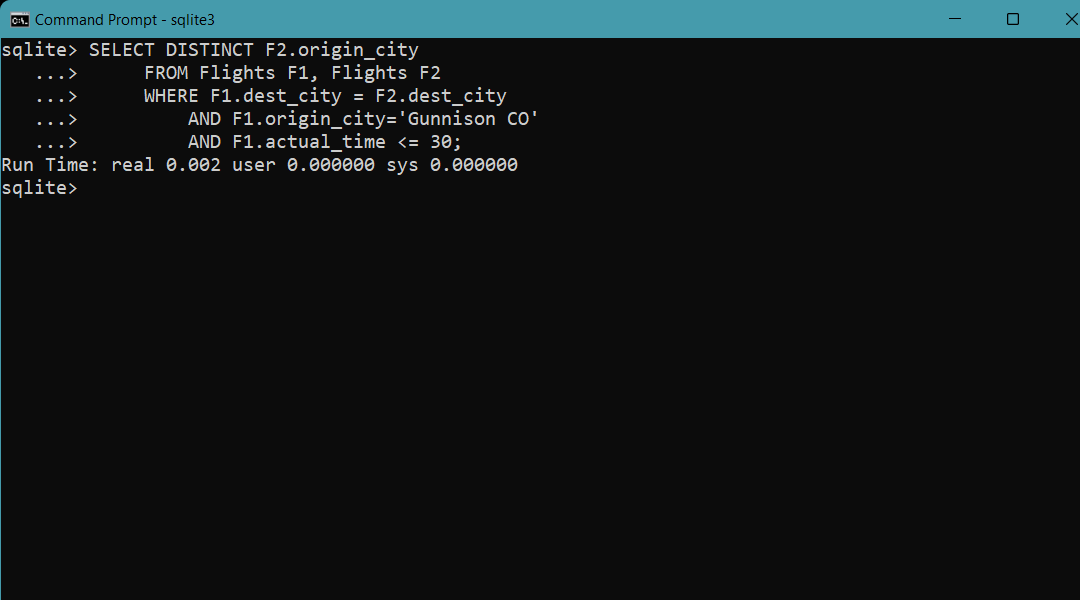 Command Prompt - sqlite3
sqlite> SELECT DISTINCT F2.origin_city
   ...>      FROM Flights F1, Flights F2
   ...>      WHERE F1.dest_city = F2.dest_city
   ...>          AND F1.origin_city='Gunnison CO'
   ...>          AND F1.actual_time <= 30;
Run Time: real 0.002 user 0.000000 sys 0.000000
sqlite>